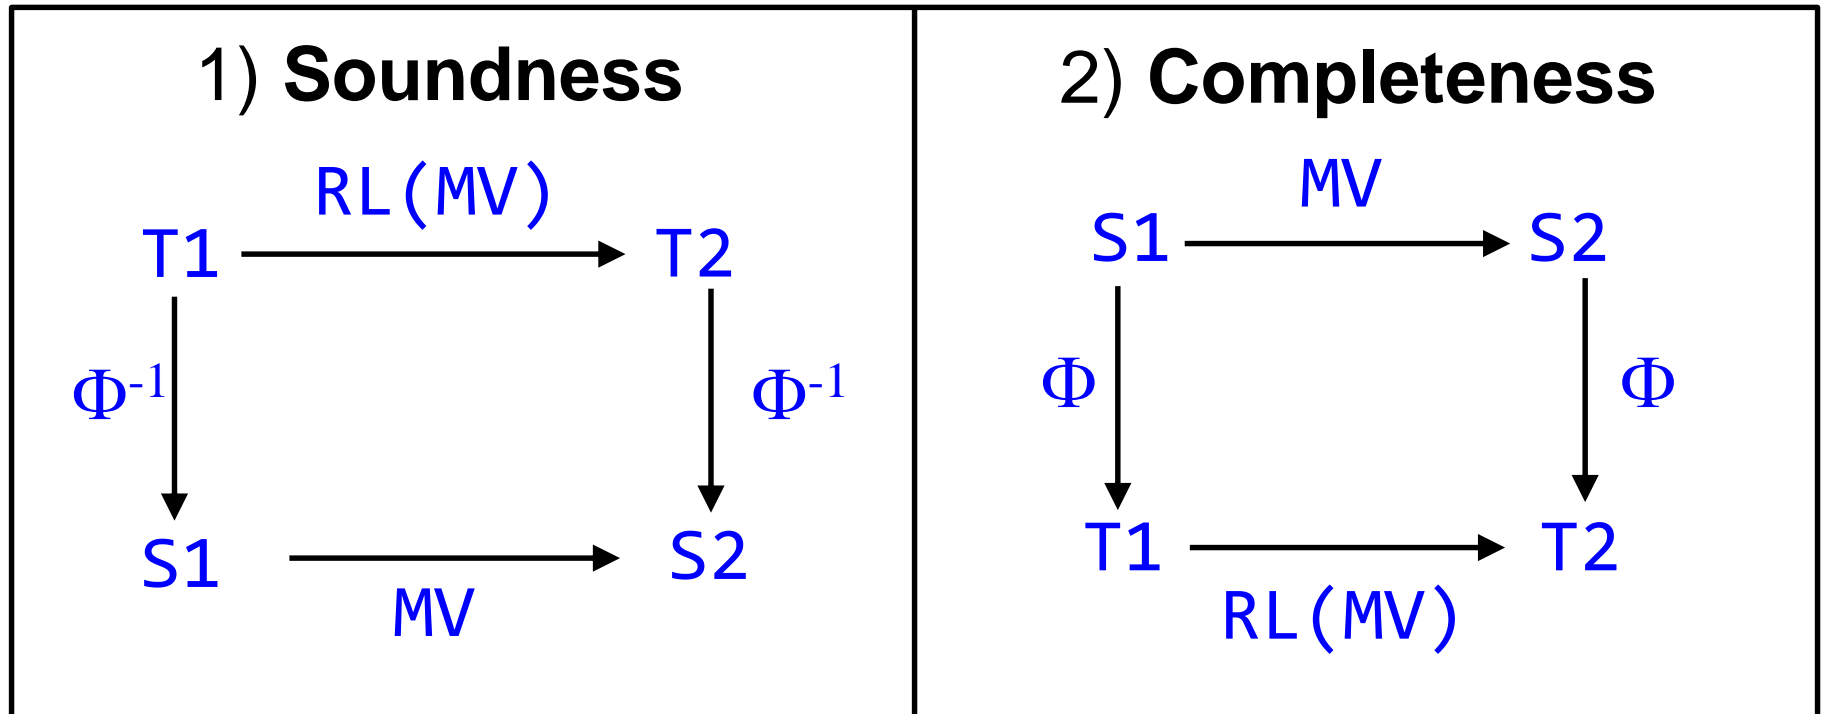 1) Soundness
RL(MV)
T1 T2
Φ-1 Φ-1
S1 S2
MV
2) Completeness
MV
S1 S2
Φ Φ
T1 T2
RL(MV)